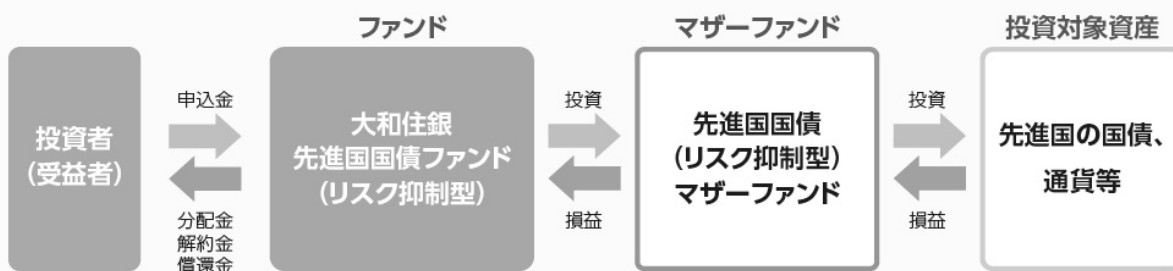 ファンド
マザーファンド
投資対象資産
投資者
(受益者)
申込金
分配金
解約金
償還金
大和住銀
先進国国債ファンド
(リスク抑制型)
投資
損益
先進国国債
(リスク抑制型)
マザーファンド
投資
損益
先進国の国債、
通貨等